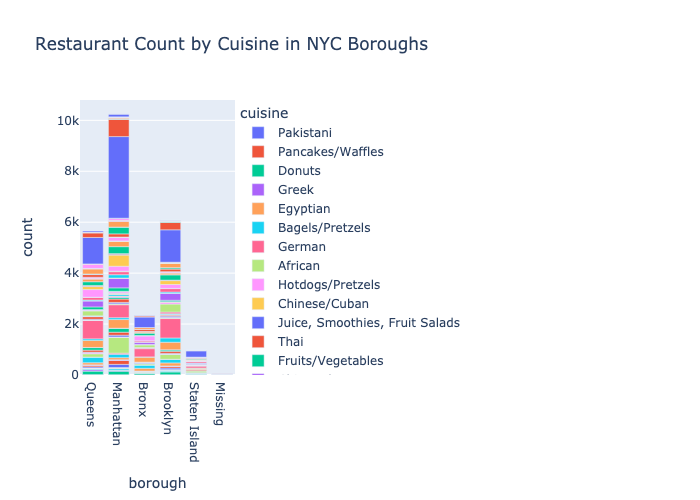 Restaurant Count by Cuisine in NYC Boroughs
cuisine
Pakistani
Pancakes/Waffles
Donuts
Greek
Egyptian
Bagels/Pretzels
German
African
Hotdogs/Pretzels
Chinese/Cuban
Juice, Smoothies, Fruit Salads
Thai
Fruits/Vegetables
count
10k
8k
6k
4k
2k
0
Queens
Manhattan
Bronx
Brooklyn
Staten Island
Missing
borough